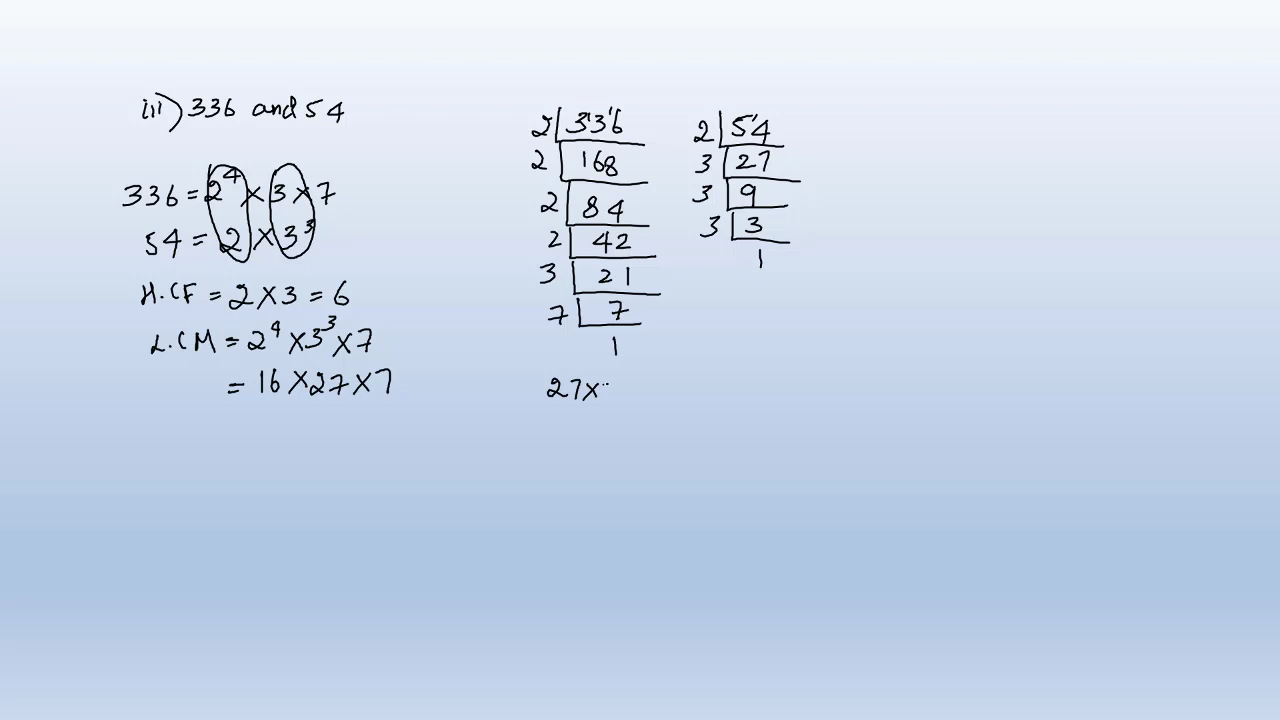 iii) 336 and 54
336 = 2⁴ × 3 × 7
54 = 2 × 3³
H.CF = 2 × 3 = 6
L.CM = 2⁴ × 3³ × 7
= 16 × 27 × 7
2 | 336
2 | 168
2 | 84
2 | 42
3 | 21
7 | 7
1
27×
2 | 54
3 | 27
3 | 9
3 | 3
1